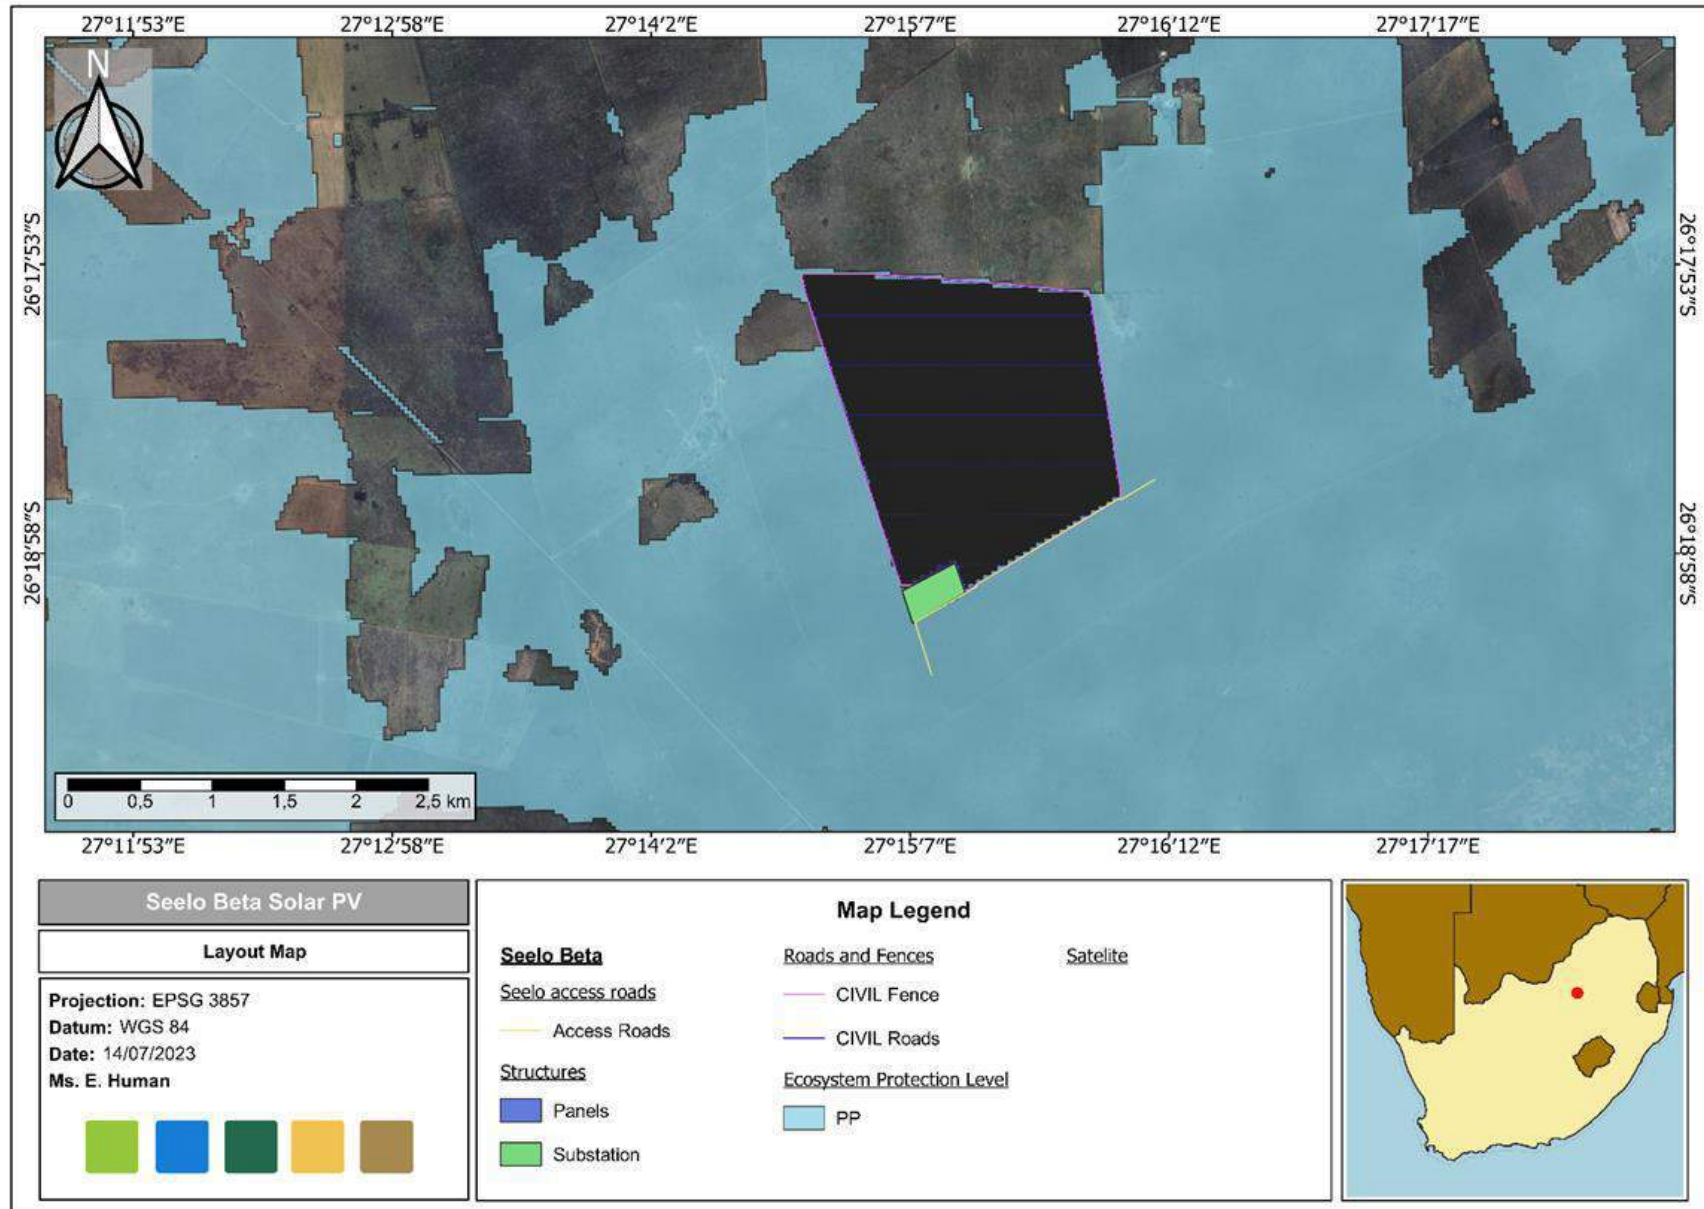 27°11′53″E 27°12′58″E 27°14′2″E 27°15′7″E 27°16′12″E 27°17′17″E
N
26°17′53″S
26°17′53″S
26°18′58″S
26°18′58″S
0 0,5 1 1,5 2 2,5 km
27°11′53″E 27°12′58″E 27°14′2″E 27°15′7″E 27°16′12″E 27°17′17″E
Seelo Beta Solar PV
Layout Map
Projection: EPSG 3857
Datum: WGS 84
Date: 14/07/2023
Ms. E. Human
Map Legend
Seelo Beta
Seelo access roads
Access Roads
Structures
Panels
Substation
Roads and Fences
CIVIL Fence
CIVIL Roads
Ecosystem Protection Level
PP
Satelite